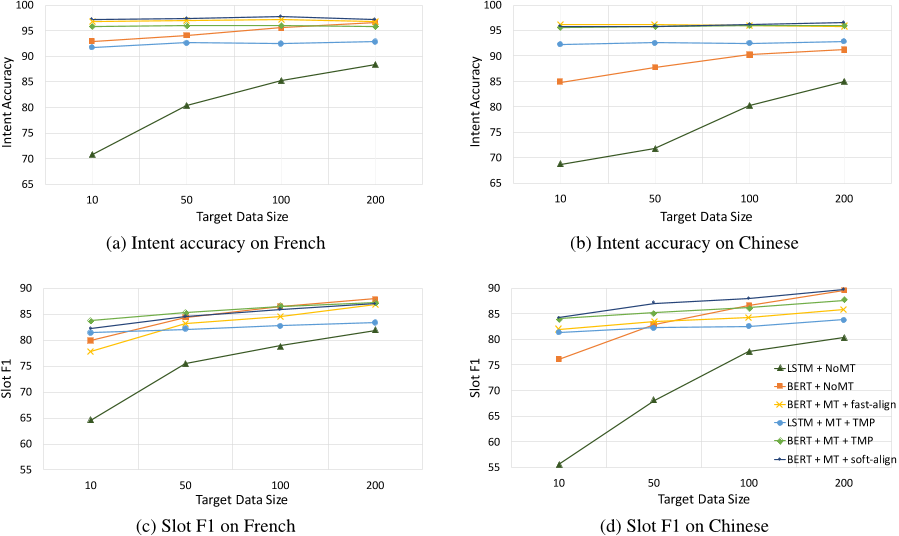 100
95
90
85
80
75
70
65
Intent Accuracy
10 50 100 200
Target Data Size
(a) Intent accuracy on French
100
95
90
85
80
75
70
65
Intent Accuracy
10 50 100 200
Target Data Size
(b) Intent accuracy on Chinese
90
85
80
75
70
65
60
55
Slot F1
10 50 100 200
Target Data Size
(c) Slot F1 on French
90
85
80
75
70
65
60
55
Slot F1
LSTM + NoMT
BERT + NoMT
BERT + MT + fast-align
LSTM + MT + TMP
BERT + MT + TMP
BERT + MT + soft-align
10 50 100 200
Target Data Size
(d) Slot F1 on Chinese